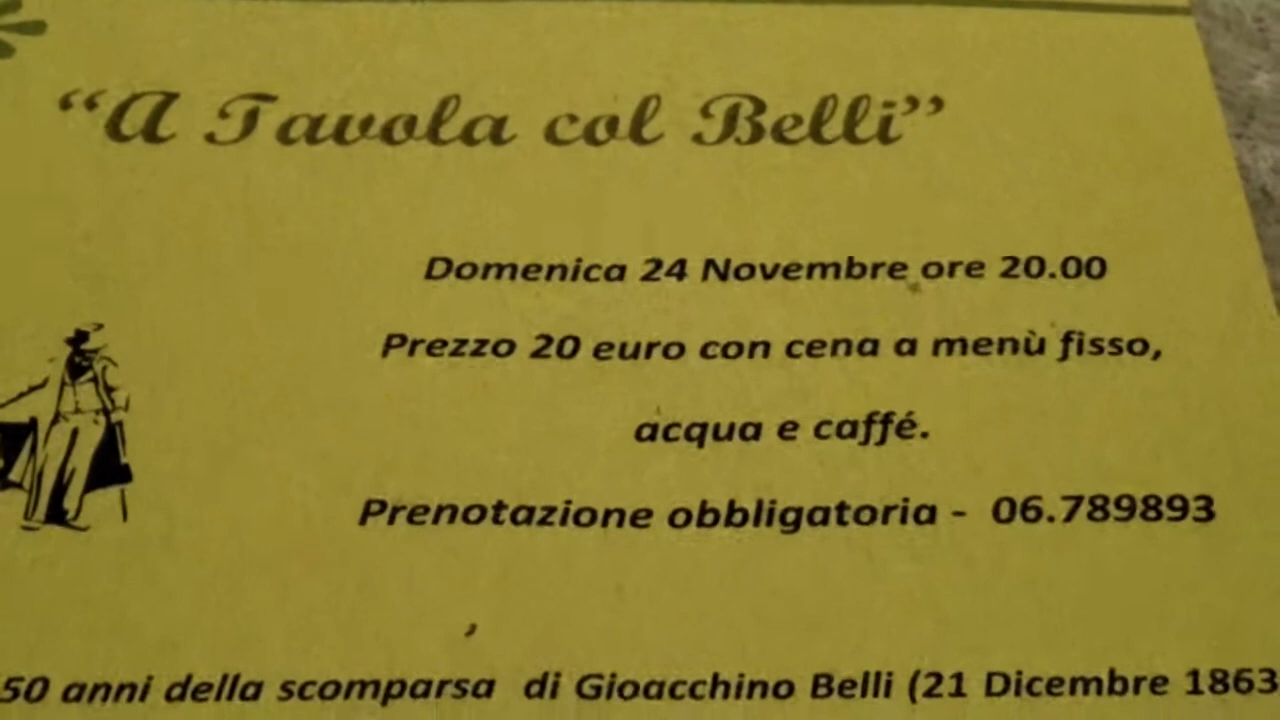 “A Tavola col Belli”
Domenica 24 Novembre ore 20.00
Prezzo 20 euro con cena a menù fisso,
acqua e caffé.
Prenotazione obbligatoria - 06.789893
50 anni della scomparsa di Gioacchino Belli (21 Dicembre 1863